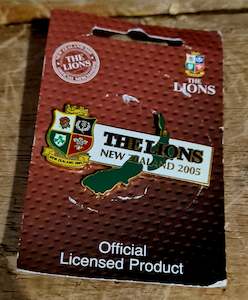 THE LIONS
THE
LIONS
THE LIONS
NEW ZEALAND 2005
Official
Licensed Product